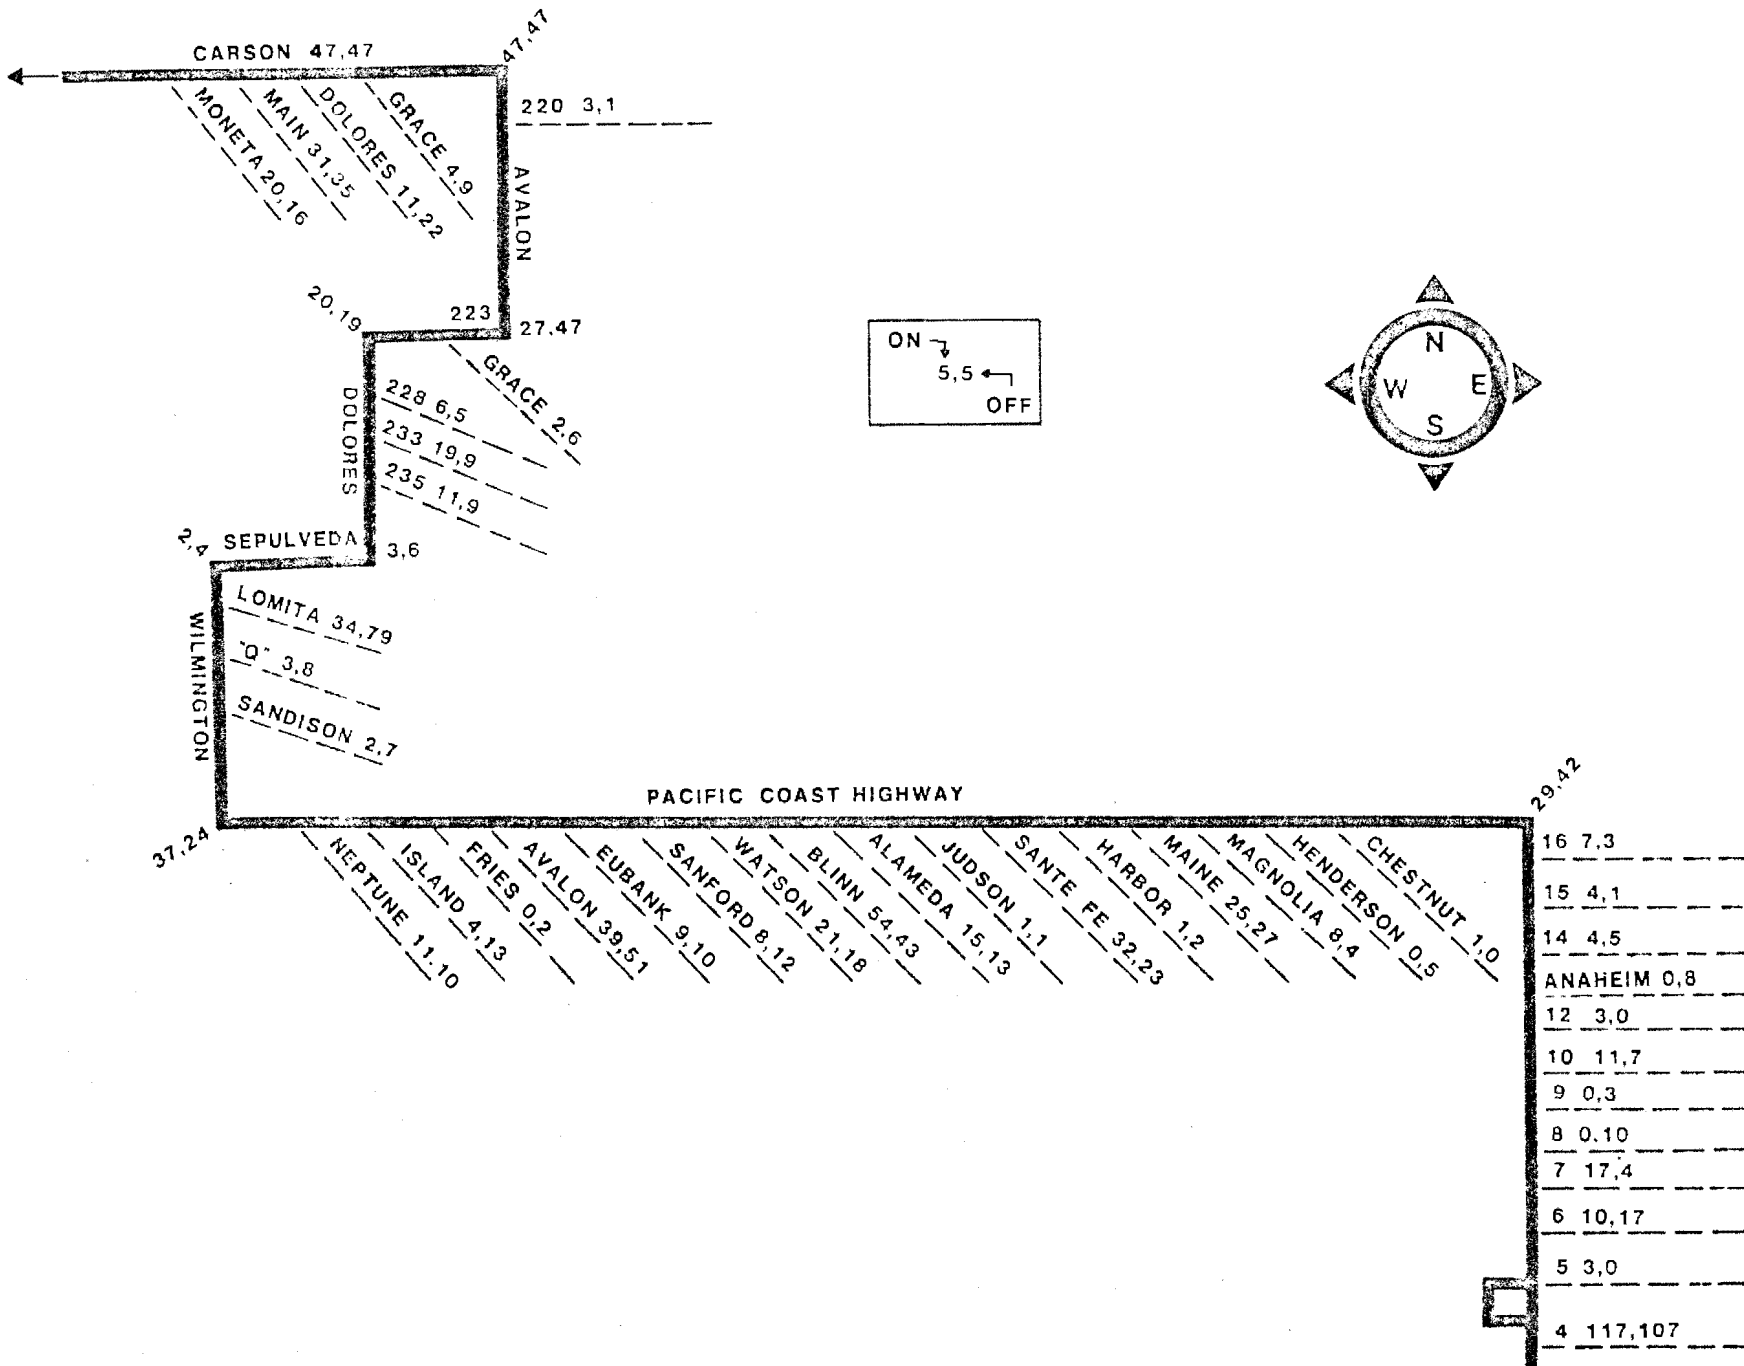 CARSON 47,47
47,47
MONETA 20,16
MAIN 31,35
DOLORES 11,22
GRACE 4,9
220 3,1
AVALON
20,19
223
27,47
GRACE 2,6
DOLORES
228 6,5
233 19,9
235 11,9
ON
5,5
OFF
N
W E
S
2,4
SEPULVEDA
3,6
WILMINGTON
LOMITA 34,79
"Q" 3,8
SANDISON 2,7
37,24
PACIFIC COAST HIGHWAY
29,42
NEPTUNE 11.10
ISLAND 4,13
FRIES 0,2
AVALON 39,51
EUBANK 9,10
SANFORD 8,12
WATSON 21,18
BLINN 54,43
ALAMEDA 15,13
JUDSON 1,1
SANTE FE 32,23
HARBOR 1,2
MAINE 25,27
MAGNOLIA 8,4
HENDERSON 0,5
CHESTNUT 1,0
16 7,3
15 4,1
14 4,5
ANAHEIM 0,8
12 3,0
10 11,7
9 0,3
8 0.10
7 17,4
6 10,17
5 3,0
4 117,107